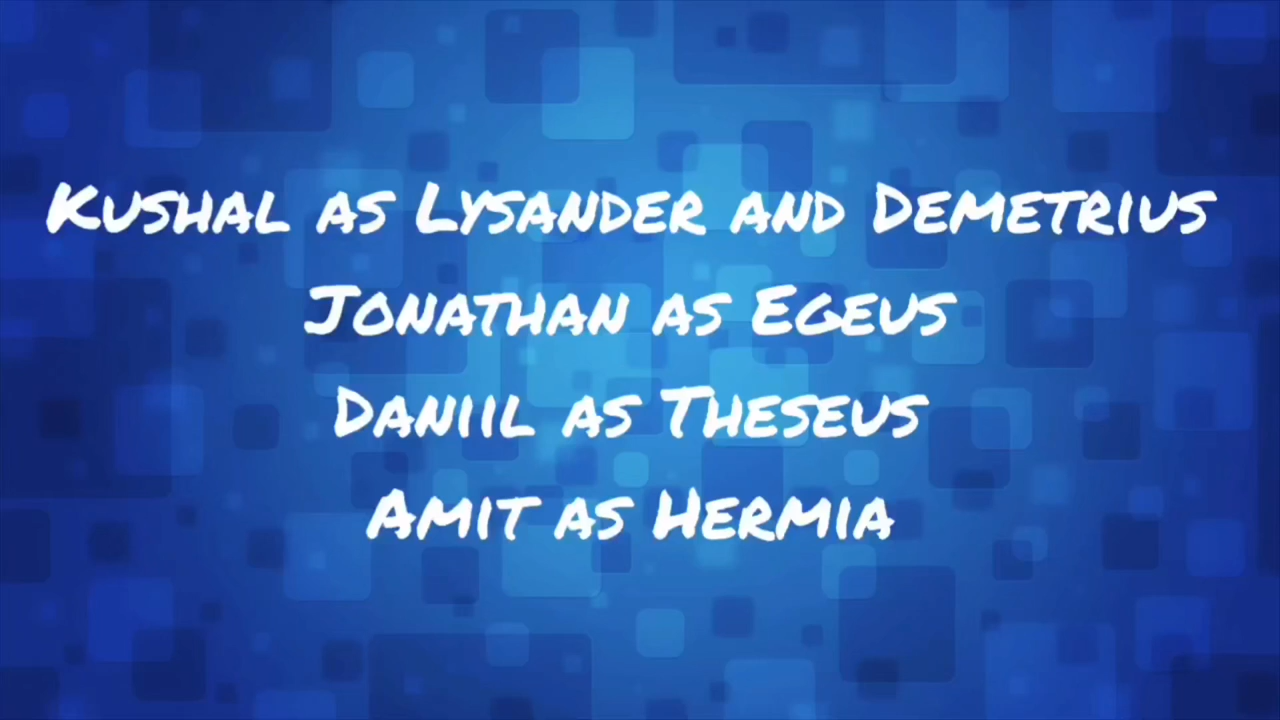 Kushal as Lysander and Demetrius
Jonathan as Egeus
Daniil as Theseus
Amit as Hermia